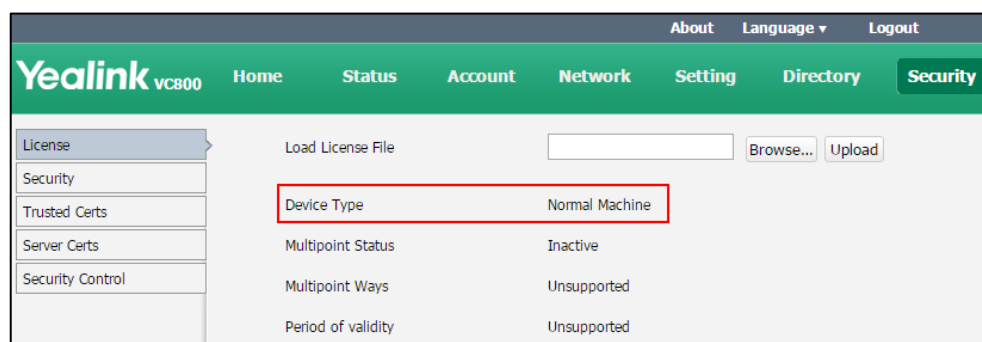 About Language ▾ Logout
Yealink VC800 Home Status Account Network Setting Directory Security
License
Security
Trusted Certs
Server Certs
Security Control
Load License File Browse... Upload
Device Type Normal Machine
Multipoint Status Inactive
Multipoint Ways Unsupported
Period of validity Unsupported